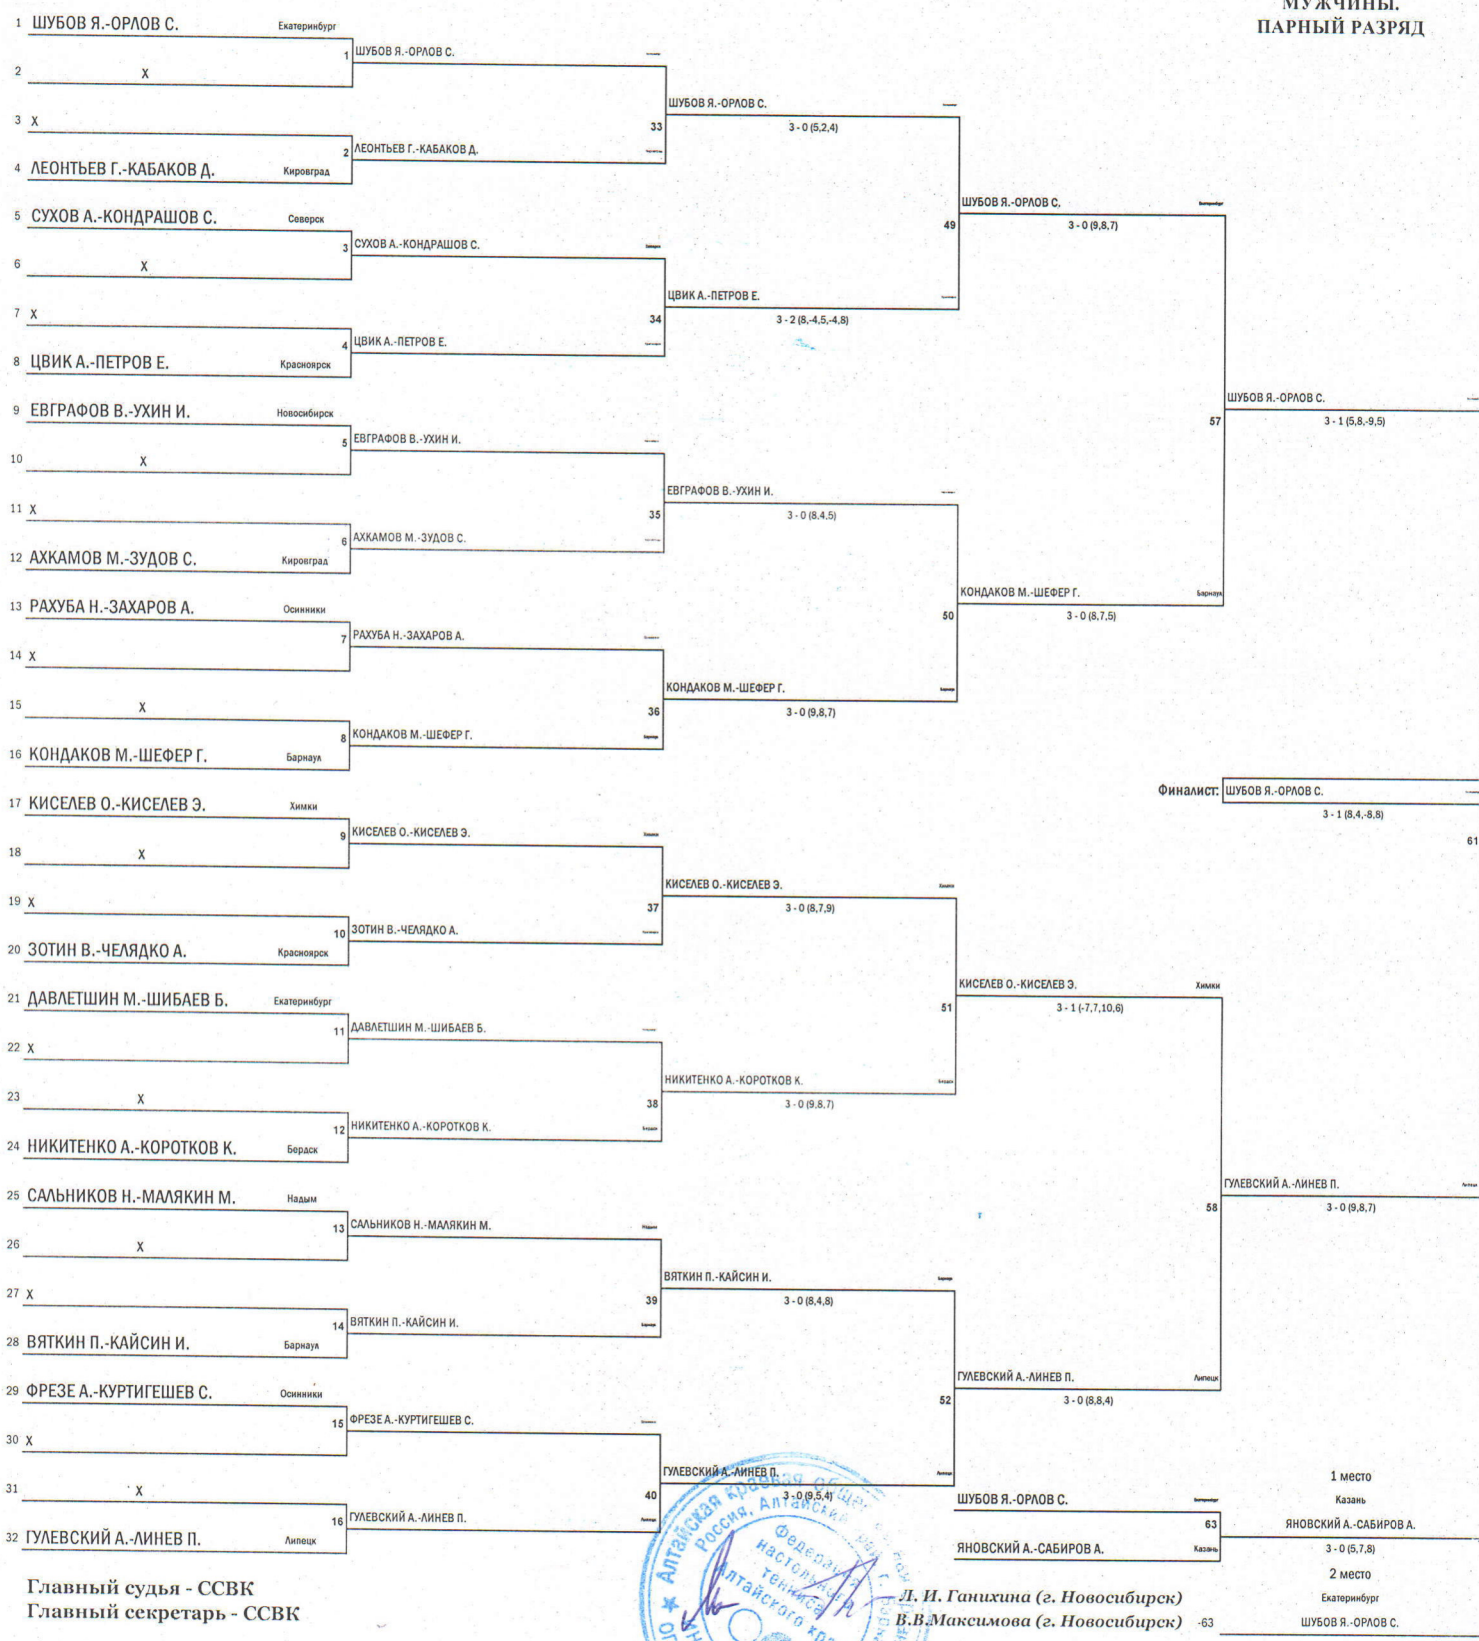 МУЖЧИНЫ.
ПАРНЫЙ РАЗРЯД
1 ШУБОВ Я.-ОРЛОВ С. Екатеринбург
1 ШУБОВ Я.-ОРЛОВ С.
2 X
ШУБОВ Я.-ОРЛОВ С.
33 3 - 0 (5,2,4)
3 X
2 ЛЕОНТЬЕВ Г.-КАБАКОВ Д.
4 ЛЕОНТЬЕВ Г.-КАБАКОВ Д. Кировград
ШУБОВ Я.-ОРЛОВ С.
49 3 - 0 (9,8,7)
5 СУХОВ А.-КОНДРАШОВ С. Северск
3 СУХОВ А.-КОНДРАШОВ С.
6 X
ЦВИК А.-ПЕТРОВ Е.
34 3 - 2 (8,-4,5,-4,8)
7 X
4 ЦВИК А.-ПЕТРОВ Е.
8 ЦВИК А.-ПЕТРОВ Е. Красноярск
ШУБОВ Я.-ОРЛОВ С.
57 3 - 1 (5,8,-9,5)
9 ЕВГРАФОВ В.-УХИН И. Новосибирск
5 ЕВГРАФОВ В.-УХИН И.
10 X
ЕВГРАФОВ В.-УХИН И.
35 3 - 0 (8,4,5)
11 X
6 АХКАМОВ М.-ЗУДОВ С.
12 АХКАМОВ М.-ЗУДОВ С. Кировград
КОНДАКОВ М.-ШЕФЕР Г. Барнаул
50 3 - 0 (8,7,5)
13 РАХУБА Н.-ЗАХАРОВ А. Осинники
7 РАХУБА Н.-ЗАХАРОВ А.
14 X
КОНДАКОВ М.-ШЕФЕР Г.
36 3 - 0 (9,8,7)
15 X
8 КОНДАКОВ М.-ШЕФЕР Г.
16 КОНДАКОВ М.-ШЕФЕР Г. Барнаул
Финалист: ШУБОВ Я.-ОРЛОВ С.
3 - 1 (8,4,-8,8)
61
17 КИСЕЛЕВ О.-КИСЕЛЕВ Э. Химки
9 КИСЕЛЕВ О.-КИСЕЛЕВ Э.
18 X
КИСЕЛЕВ О.-КИСЕЛЕВ Э. Химки
37 3 - 0 (8,7,9)
19 X
10 ЗОТИН В.-ЧЕЛЯДКО А.
20 ЗОТИН В.-ЧЕЛЯДКО А. Красноярск
КИСЕЛЕВ О.-КИСЕЛЕВ Э. Химки
51 3 - 1 (-7,7,10,6)
21 ДАВЛЕТШИН М.-ШИБАЕВ Б. Екатеринбург
11 ДАВЛЕТШИН М.-ШИБАЕВ Б.
22 X
НИКИТЕНКО А.-КОРОТКОВ К.
38 3 - 0 (9,8,7)
23 X
12 НИКИТЕНКО А.-КОРОТКОВ К.
24 НИКИТЕНКО А.-КОРОТКОВ К. Бердск
ГУЛЕВСКИЙ А.-ЛИНЕВ П.
58 3 - 0 (9,8,7)
25 САЛЬНИКОВ Н.-МАЛЯКИН М. Надым
13 САЛЬНИКОВ Н.-МАЛЯКИН М.
26 X
ВЯТКИН П.-КАЙСИН И.
39 3 - 0 (8,4,8)
27 X
14 ВЯТКИН П.-КАЙСИН И.
28 ВЯТКИН П.-КАЙСИН И. Барнаул
ГУЛЕВСКИЙ А.-ЛИНЕВ П. Липецк
52 3 - 0 (8,8,4)
29 ФРЕЗЕ А.-КУРТИГЕШЕВ С. Осинники
15 ФРЕЗЕ А.-КУРТИГЕШЕВ С.
30 X
ГУЛЕВСКИЙ А.-ЛИНЕВ П.
40 3 - 0 (9,5,4)
31 X
16 ГУЛЕВСКИЙ А.-ЛИНЕВ П.
32 ГУЛЕВСКИЙ А.-ЛИНЕВ П. Липецк
1 место
ШУБОВ Я.-ОРЛОВ С. Казань
63 ЯНОВСКИЙ А.-САБИРОВ А.
ЯНОВСКИЙ А.-САБИРОВ А. Казань 3 - 0 (5,7,8)
2 место
Екатеринбург
-63 ШУБОВ Я.-ОРЛОВ С.
Главный судья - ССВК Л. И. Ганихина (г. Новосибирск)
Главный секретарь - ССВК В.В.Максимова (г. Новосибирск)
Алтайская краевая
Россия, Алтайский край
Федерация
настольного
тенниса
Алтайского